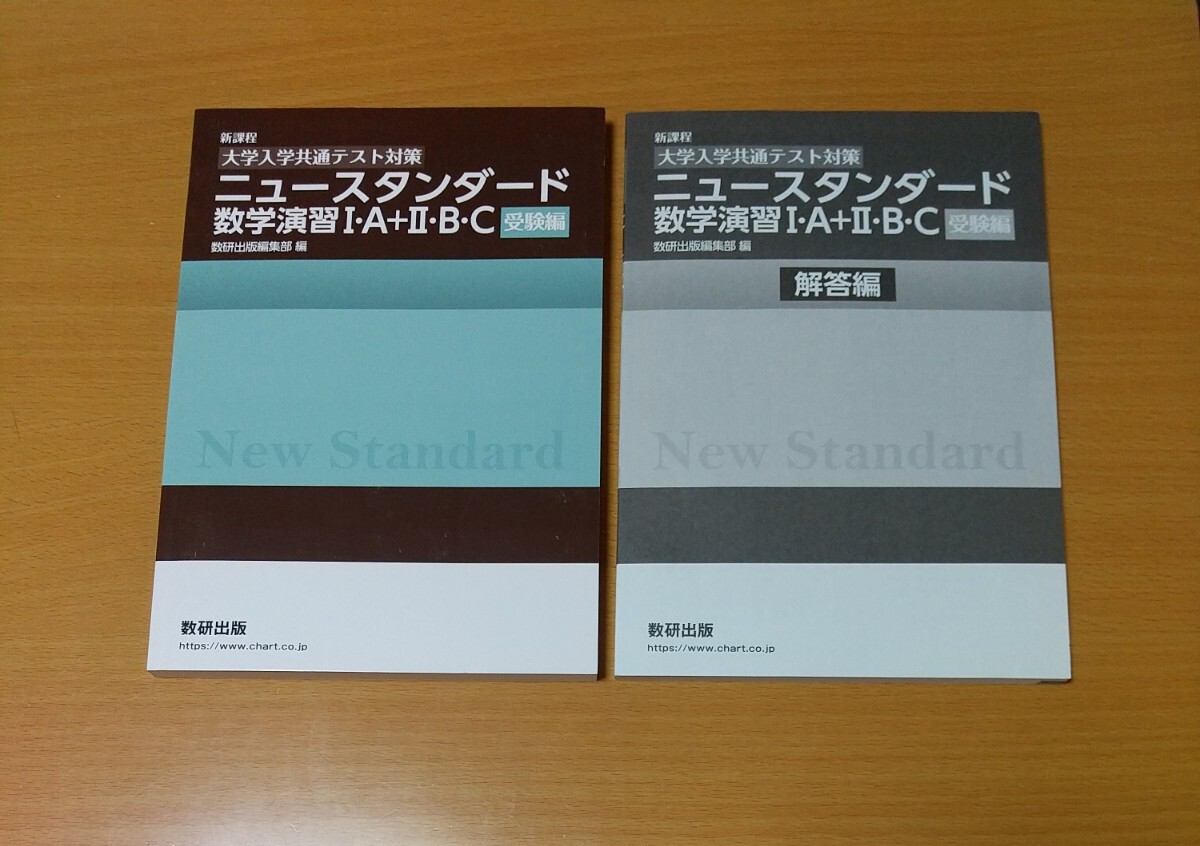 新課程
大学入学共通テスト対策
ニュースタンダード
数学演習Ⅰ・A+Ⅱ・B・C 受験編
数研出版編集部 編
New Standard
数研出版
https://www.chart.co.jp
新課程
大学入学共通テスト対策
ニュースタンダード
数学演習Ⅰ・A+Ⅱ・B・C 受験編
数研出版編集部 編
解答編
New Standard
数研出版
https://www.chart.co.jp